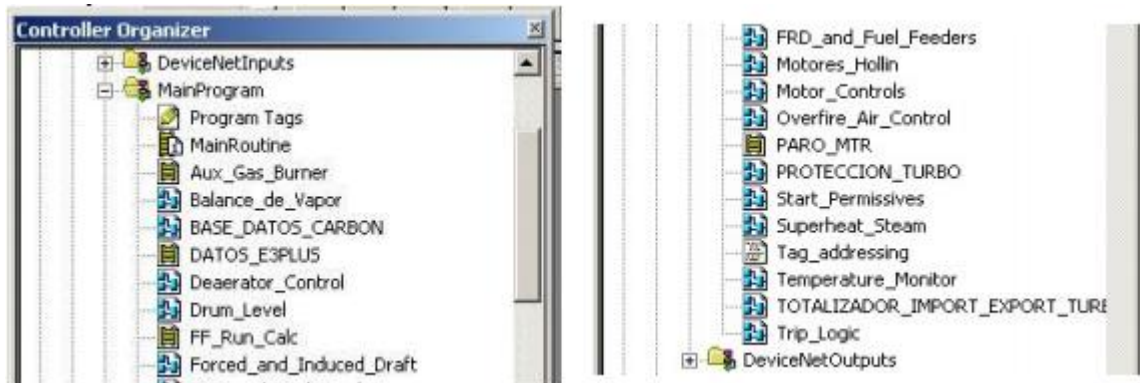 Controller Organizer
DeviceNetInputs
MainProgram
Program Tags
MainRoutine
Aux_Gas_Burner
Balance_de_Vapor
BASE_DATOS_CARBON
DATOS_E3PLUS
Deaerator_Control
Drum_Level
FF_Run_Calc
Forced_and_Induced_Draft
FRD_and_Fuel_Feeders
Motores_Hollin
Motor_Controls
Overfire_Air_Control
PARO_MTR
PROTECCION_TURBO
Start_Permissives
Superheat_Steam
Tag_addressing
Temperature_Monitor
TOTALIZADOR_IMPORT_EXPORT_TURB
Trip_Logic
DeviceNetOutputs